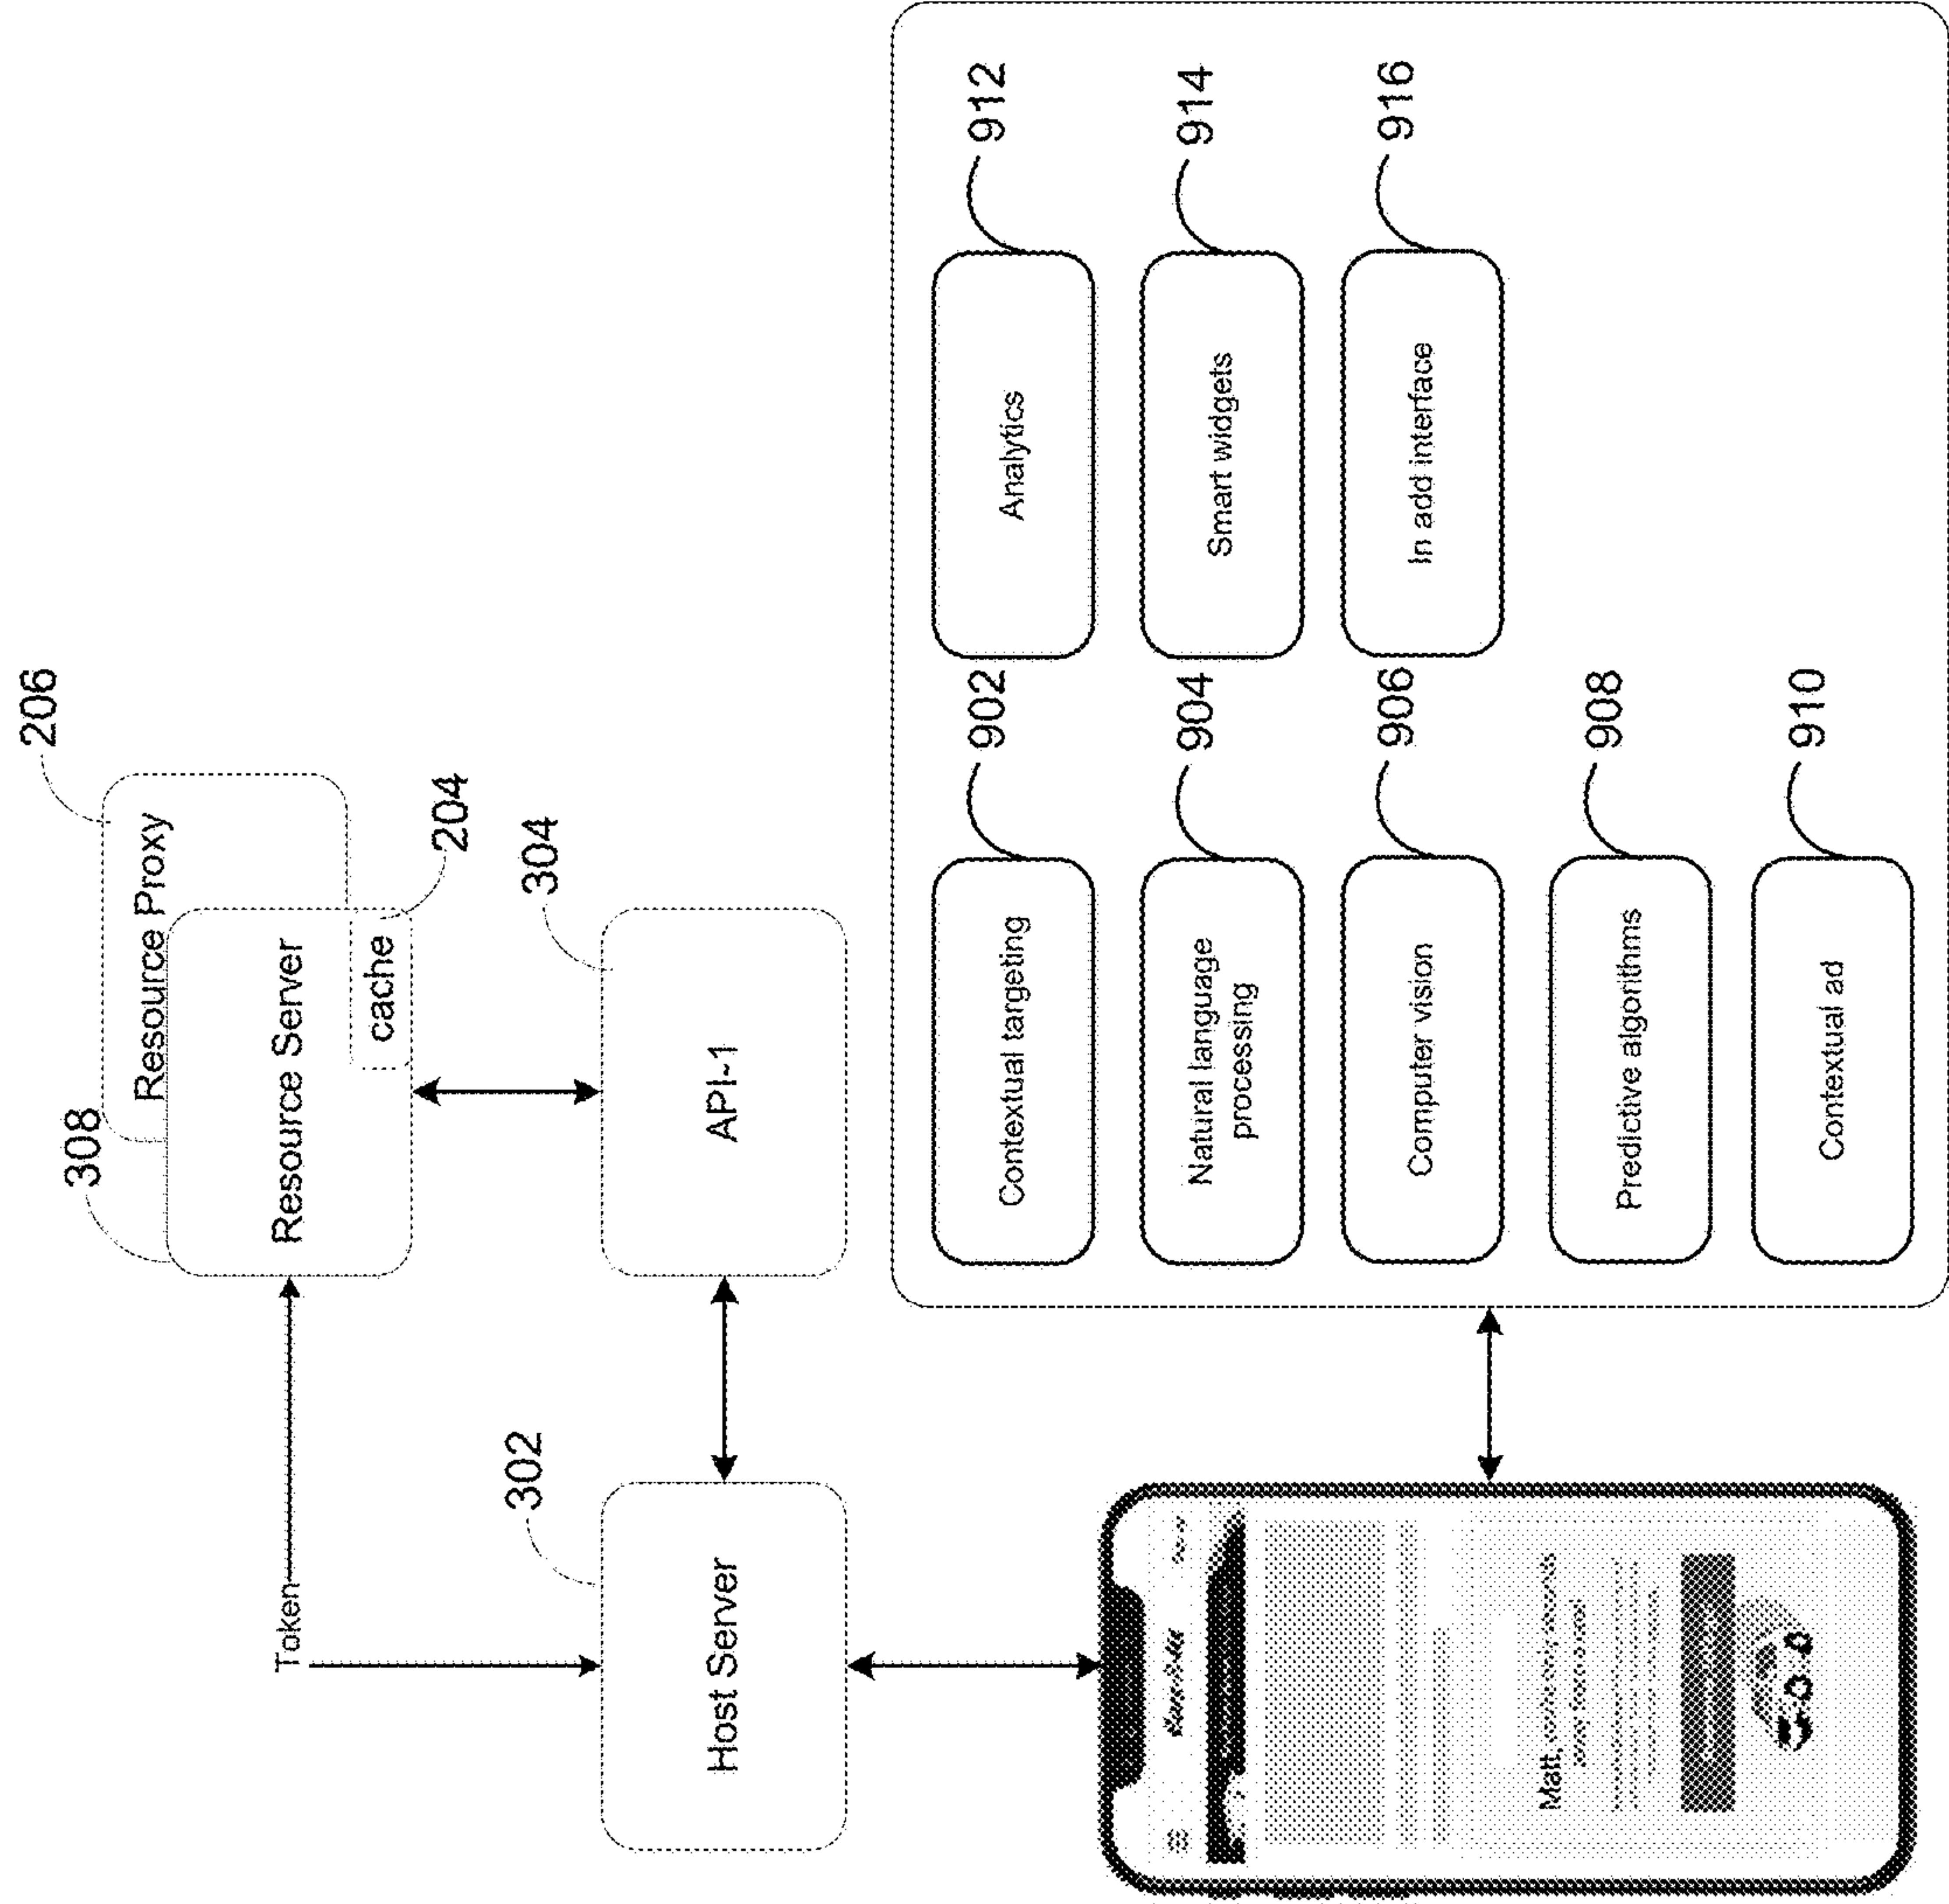 206
Resource Proxy
308
Resource Server
cache
204
Token
302
Host Server
304
API-1
902
Contextual targeting
904
Natural language
processing
906
Computer vision
908
Predictive algorithms
910
Contextual ad
912
Analytics
914
Smart widgets
916
In add interface
Matt,